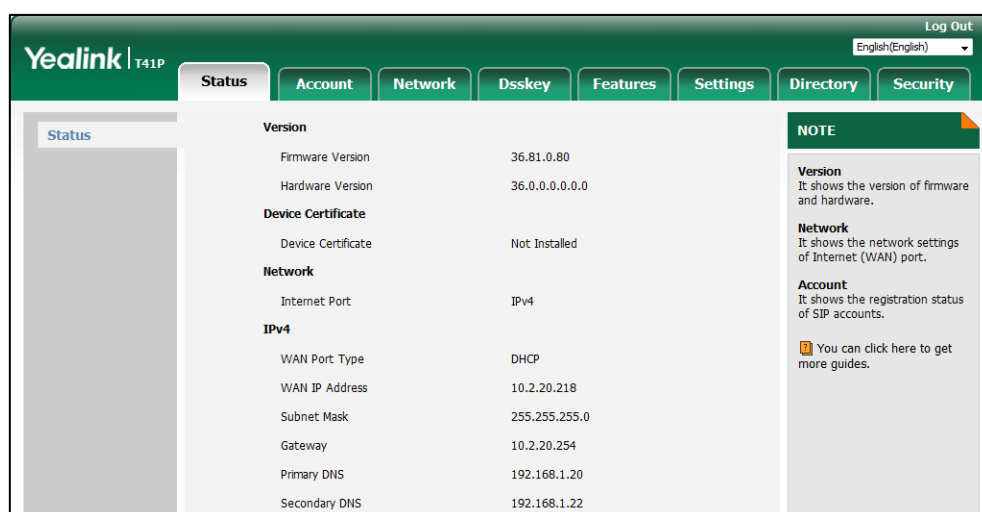 Log Out
Yealink | T41P
English(English)
Status Account Network Dsskey Features Settings Directory Security
Status
Version
Firmware Version 36.81.0.80
Hardware Version 36.0.0.0.0.0.0
Device Certificate
Device Certificate Not Installed
Network
Internet Port IPv4
IPv4
WAN Port Type DHCP
WAN IP Address 10.2.20.218
Subnet Mask 255.255.255.0
Gateway 10.2.20.254
Primary DNS 192.168.1.20
Secondary DNS 192.168.1.22
NOTE
Version
It shows the version of firmware
and hardware.
Network
It shows the network settings
of Internet (WAN) port.
Account
It shows the registration status
of SIP accounts.
? You can click here to get
more guides.